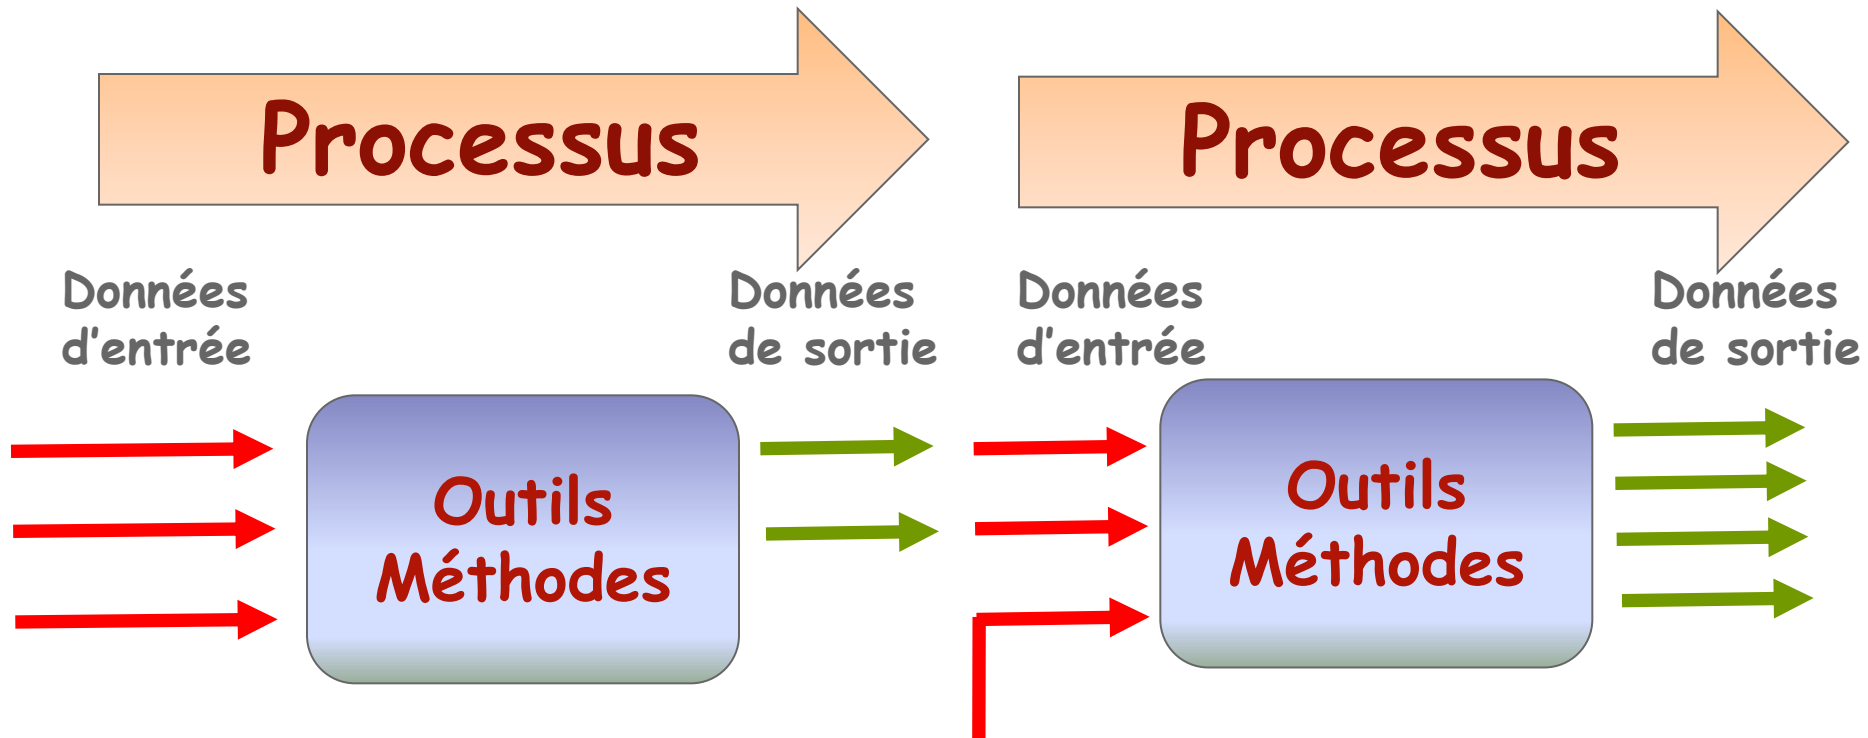 Processus
Processus
Données
d’entrée
Données
de sortie
Données
d’entrée
Données
de sortie
Outils
Méthodes
Outils
Méthodes